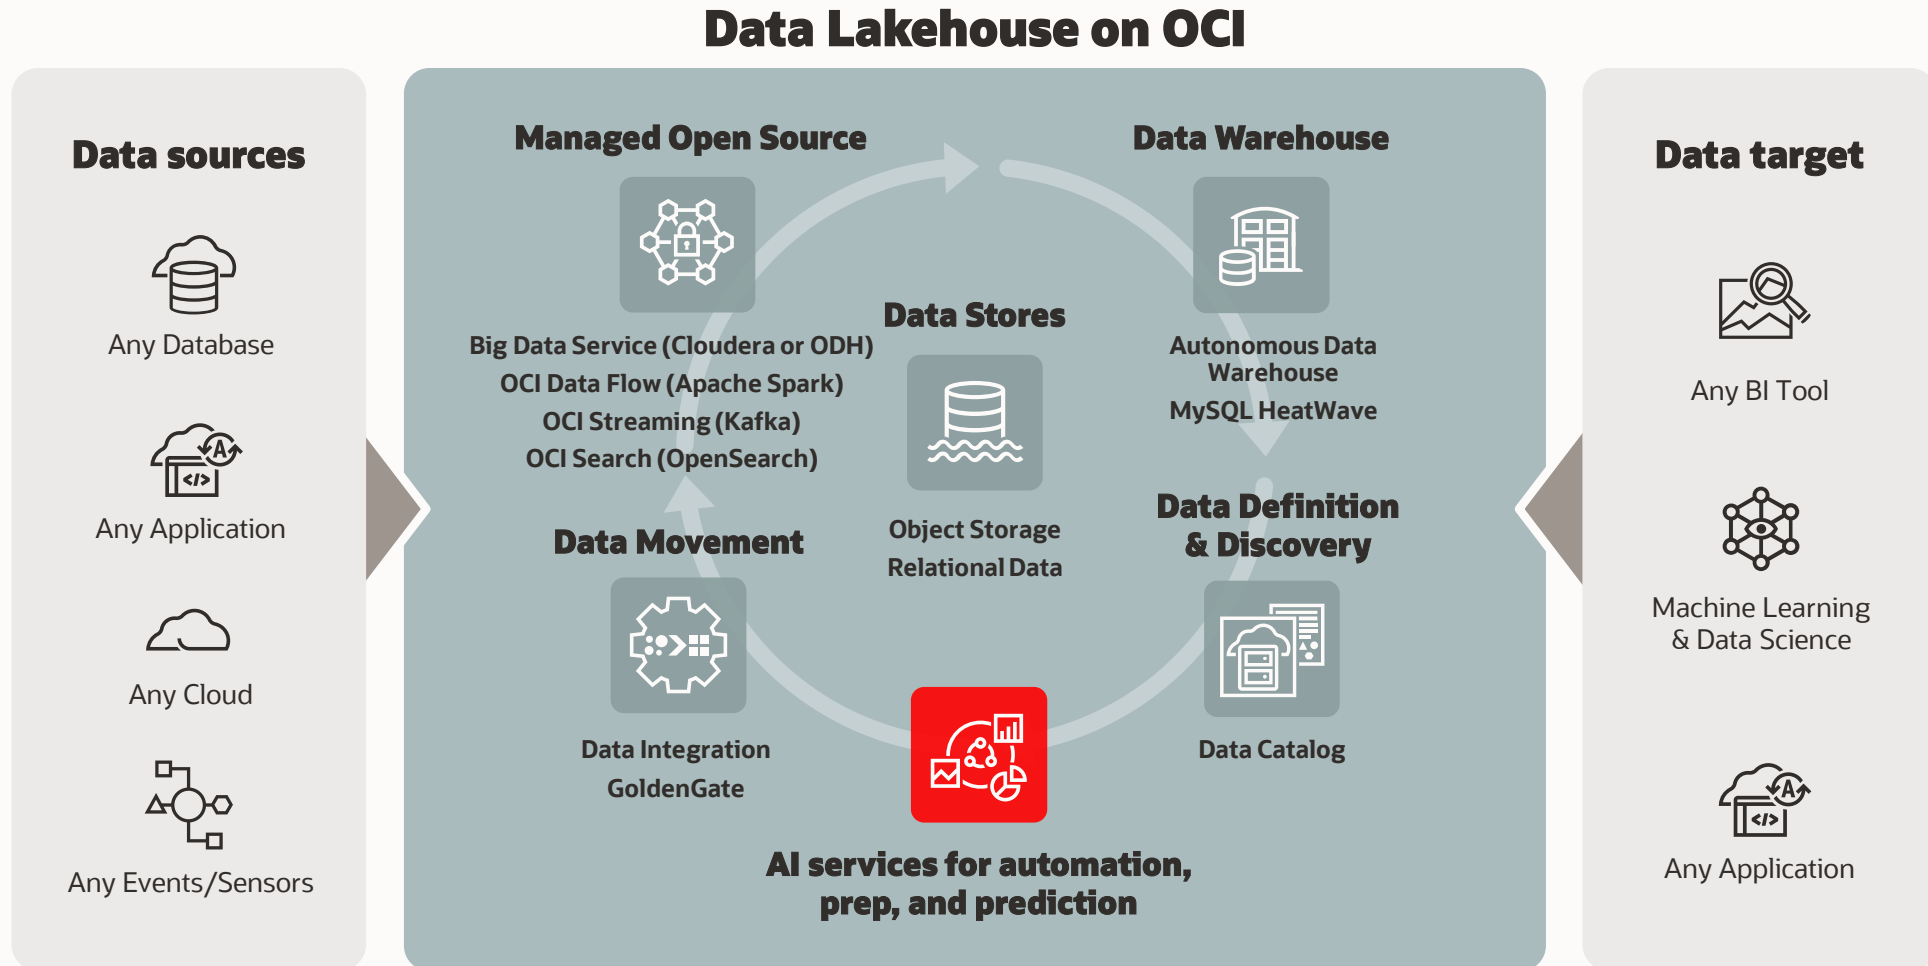 Data Lakehouse on OCI
Data sources
Any Database
Any Application
Any Cloud
Any Events/Sensors
Managed Open Source
Big Data Service (Cloudera or ODH)
OCI Data Flow (Apache Spark)
OCI Streaming (Kafka)
OCI Search (OpenSearch)
Data Warehouse
Autonomous Data
Warehouse
MySQL HeatWave
Data Stores
Object Storage
Relational Data
Data Movement
Data Integration
GoldenGate
Data Definition
& Discovery
Data Catalog
AI services for automation,
prep, and prediction
Data target
Any BI Tool
Machine Learning
& Data Science
Any Application
A
</>
A
</>